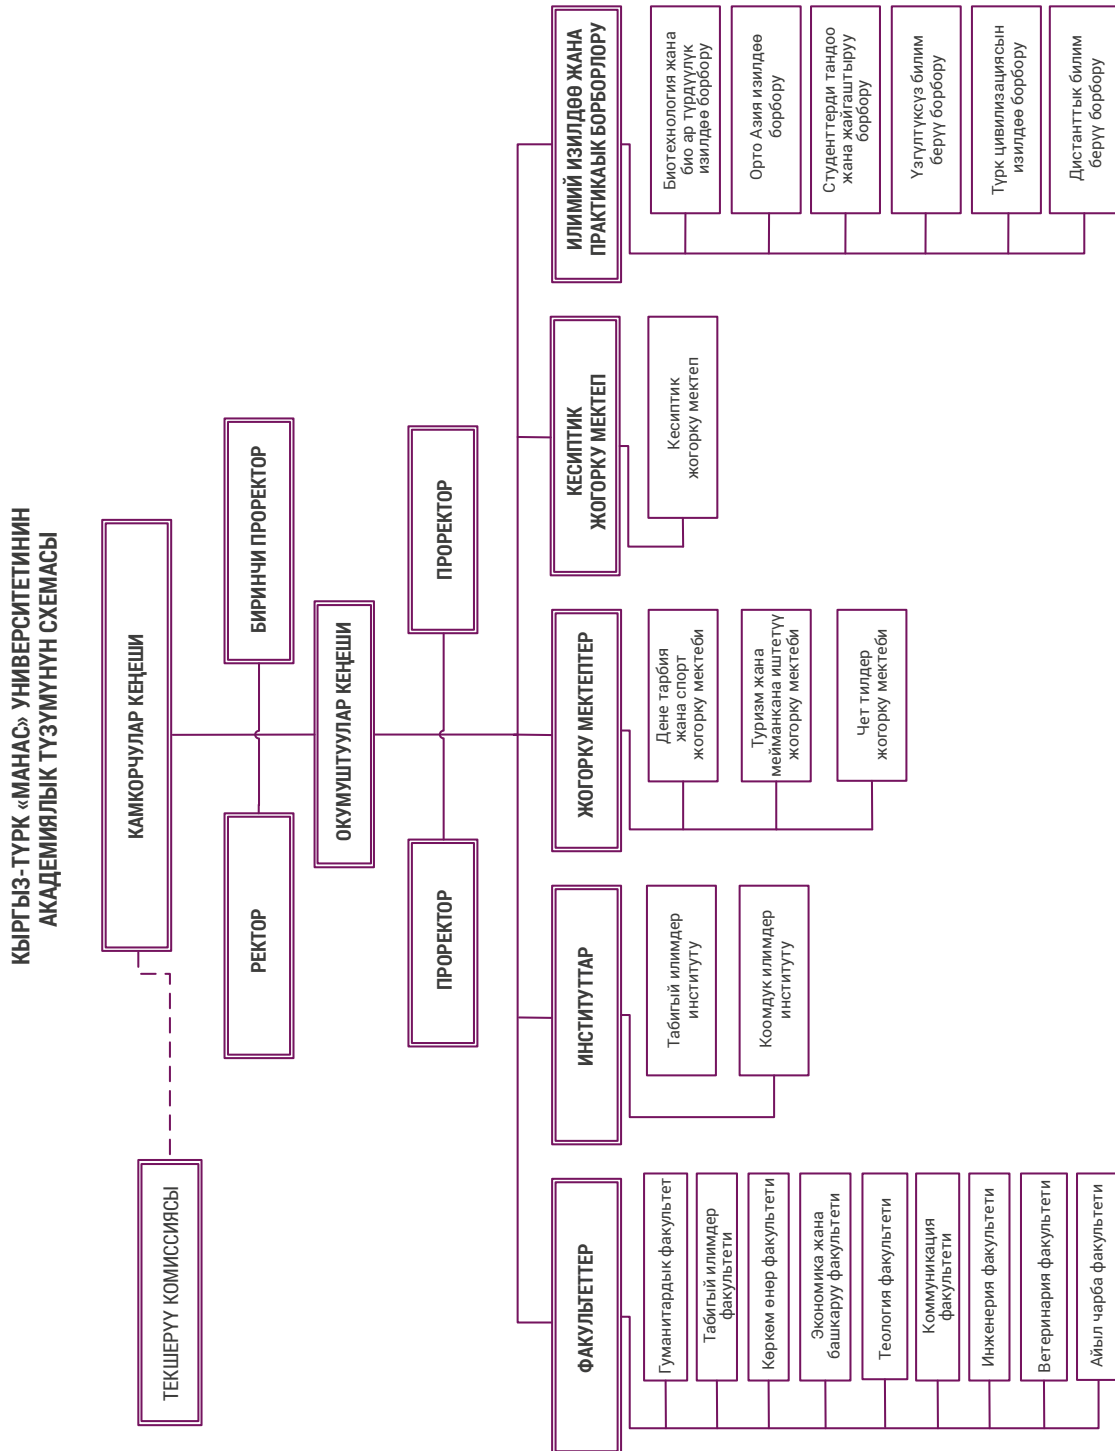 КЫРГЫЗ-ТҮРК «МАНАС» УНИВЕРСИТЕТИНИН
АКАДЕМИЯЛЫК ТҮЗҮМҮНҮН СХЕМАСЫ
КАМКОРЧУЛАР КЕҢЕШИ
ТЕКШЕРҮҮ КОМИССИЯСЫ
РЕКТОР
БИРИНЧИ ПРОРЕКТОР
ОКУМУШТУУЛАР КЕҢЕШИ
ПРОРЕКТОР
ПРОРЕКТОР
ФАКУЛЬТЕТТЕР
Гуманитардык факультет
Табигый илимдер
факультети
Көркөм өнөр факультети
Экономика жана
башкаруу факультети
Теология факультети
Коммуникация
факультети
Инженерия факультети
Ветеринария факультети
Айыл чарба факультети
ИНСТИТУТТАР
Табигый илимдер
институту
Коомдук илимдер
институту
ЖОГОРКУ МЕКТЕПТЕР
Дене тарбия
жана спорт
жогорку мектеби
Туризм жана
мейманкана иштетүү
жогорку мектеби
Чет тилдер
жогорку мектеби
КЕСИПТИК
ЖОГОРКУ МЕКТЕП
Кесиптик
жогорку мектеп
ИЛИМИЙ ИЗИЛДӨӨ ЖАНА
ПРАКТИКАЫК БОРБОРЛОРУ
Биотехнология жана
био ар түрдүүлүк
изилдөө борбору
Орто Азия изилдөө
борбору
Студенттерди тандоо
жана жайгаштыруу
борбору
Үзгүлтүксүз билим
берүү борбору
Түрк цивилизациясын
изилдөө борбору
Дистанттык билим
берүү борбору